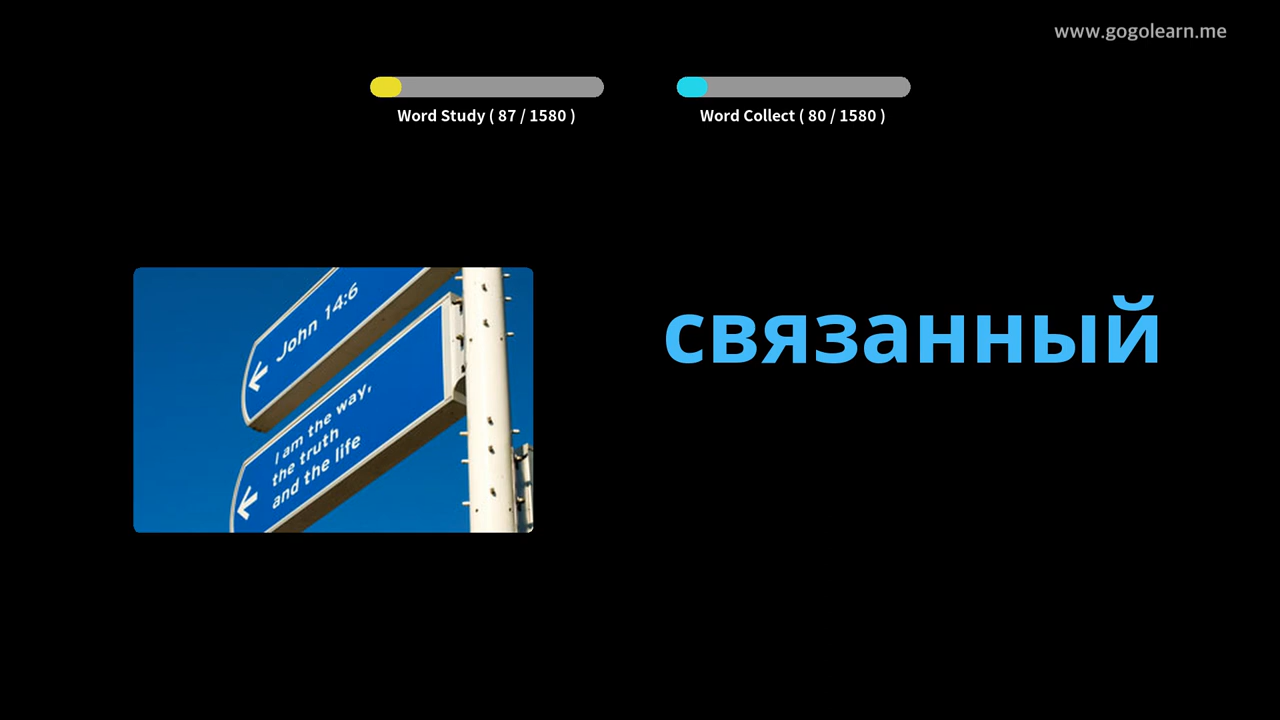 www.gogolearn.me
Word Study ( 87 / 1580 )
Word Collect ( 80 / 1580 )
John 14:6
I am the way,
the truth
and the life
связанный